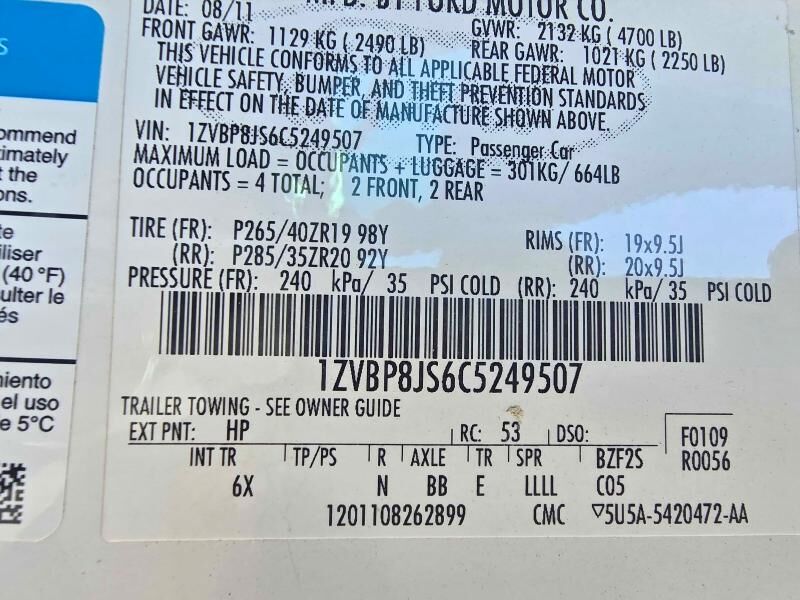 DATE: 08/11 MFD. BY FORD MOTOR CO.
FRONT GAWR: 1129 KG ( 2490 LB) GVWR: 2132 KG ( 4700 LB)
REAR GAWR: 1021 KG ( 2250 LB)
THIS VEHICLE CONFORMS TO ALL APPLICABLE FEDERAL MOTOR
VEHICLE SAFETY, BUMPER, AND THEFT PREVENTION STANDARDS
IN EFFECT ON THE DATE OF MANUFACTURE SHOWN ABOVE.
VIN: 1ZVBP8JS6C5249507 TYPE: Passenger Car
MAXIMUM LOAD = OCCUPANTS + LUGGAGE = 301KG/ 664LB
OCCUPANTS = 4 TOTAL; 2 FRONT, 2 REAR
TIRE (FR): P265/40ZR19 98Y RIMS (FR): 19x9.5J
(RR): P285/35ZR20 92Y (RR): 20x9.5J
PRESSURE (FR): 240 kPa/ 35 PSI COLD (RR): 240 kPa/ 35 PSI COLD
1ZVBP8JS6C5249507
TRAILER TOWING - SEE OWNER GUIDE
EXT PNT: HP RC: 53 DSO: F0109
INT TR TP/PS R AXLE TR SPR BZF2S R0056
6X N BB E LLLL C05
1201108262899 CMC ▽5U5A-5420472-AA
s
ommend
timately
t the
ons.
te
iliser
(40 °F)
sulter le
és
miento
el uso
e 5°C